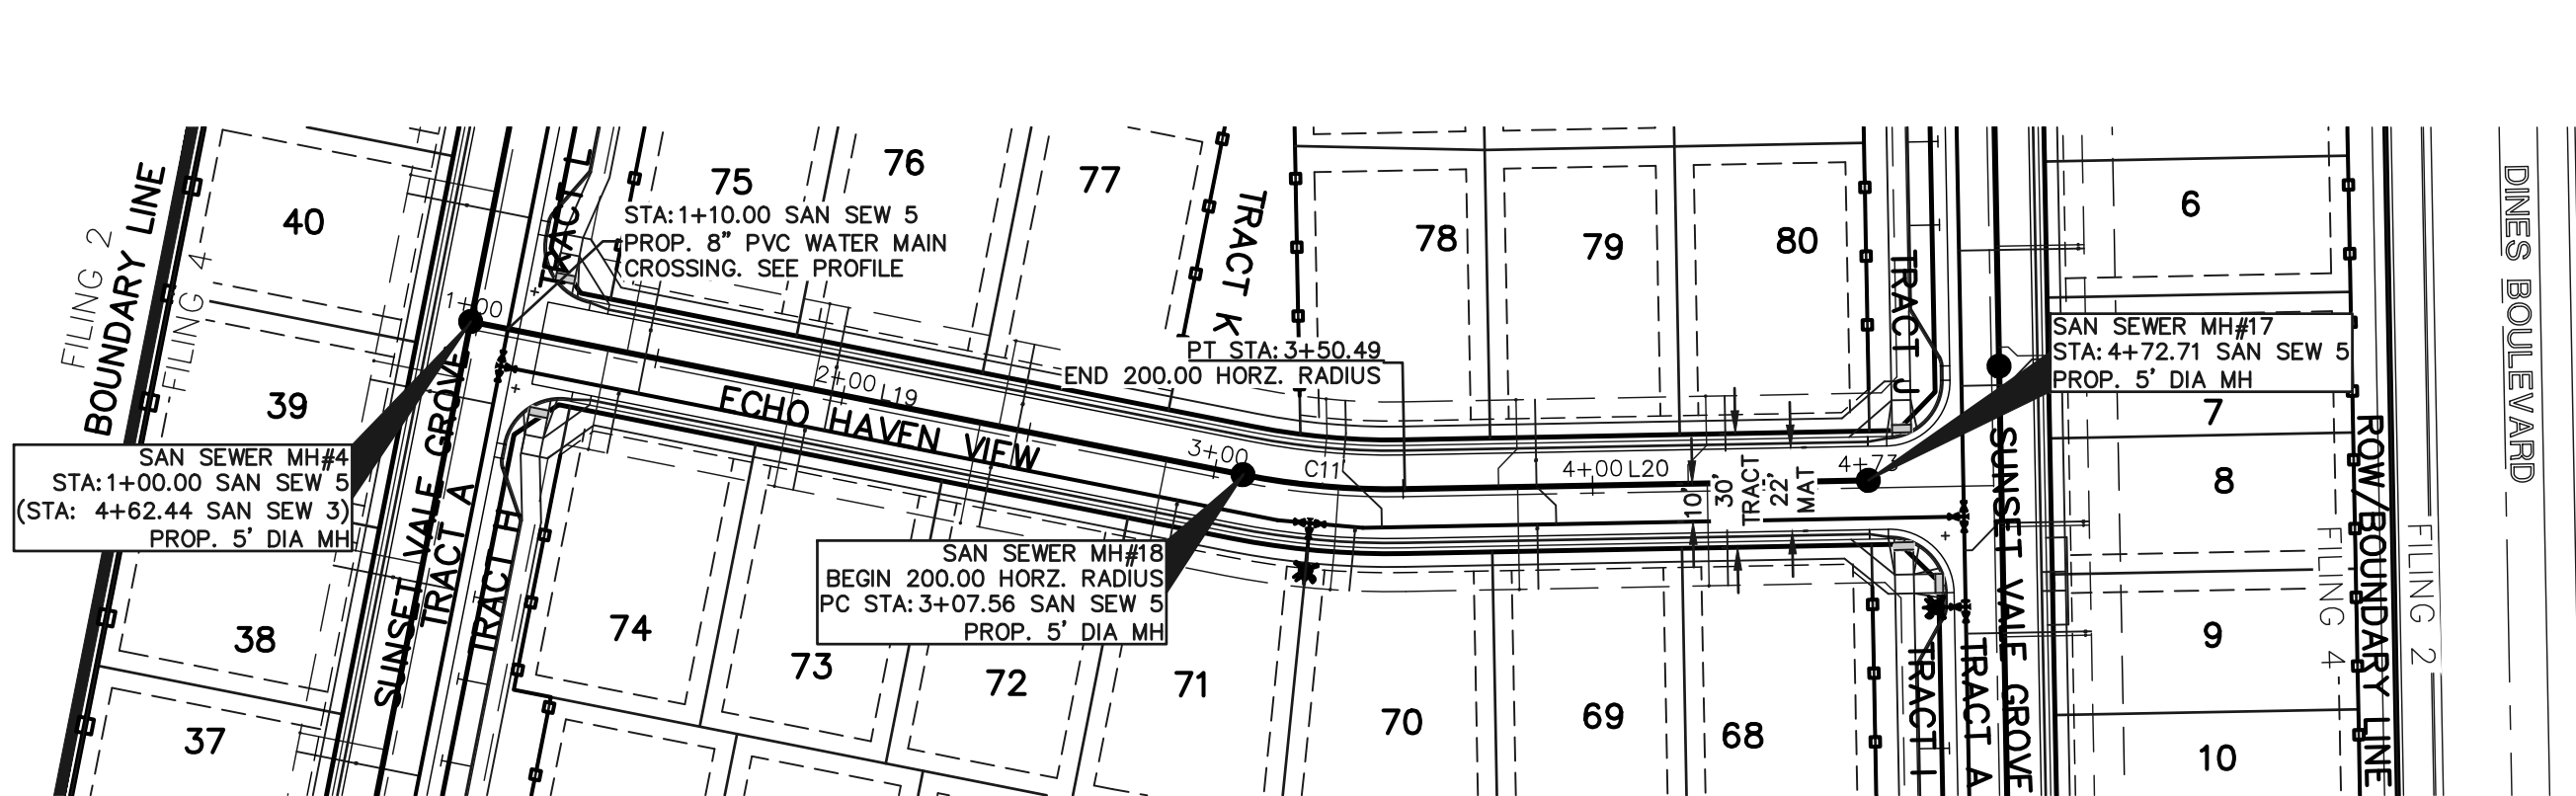 FILING 2
BOUNDARY LINE
FILING 4
40
39
38
37
1+00
TRACT L
75
76
77
STA:1+10.00 SAN SEW 5
PROP. 8" PVC WATER MAIN
CROSSING. SEE PROFILE
TRACT K
78
79
80
TRACT J
6
DINES BOULEVARD
SAN SEWER MH#17
STA:4+72.71 SAN SEW 5
PROP. 5' DIA MH
PT STA:3+50.49
END 200.00 HORZ. RADIUS
2+00 L19
ECHO HAVEN VIEW
3+00
C11
4+00 L20
4+73
10'
30'
TRACT
22'
MAT
SAN SEWER MH#4
STA:1+00.00 SAN SEW 5
(STA: 4+62.44 SAN SEW 3)
PROP. 5' DIA MH
SUNSET VALE GROVE
TRACT A
TRACT H
SAN SEWER MH#18
BEGIN 200.00 HORZ. RADIUS
PC STA:3+07.56 SAN SEW 5
PROP. 5' DIA MH
74
73
72
71
70
69
68
TRACT I
TRACT A
SUNSET VALE GROVE
7
8
9
10
FILING 4
ROW/BOUNDARY LINE
FILING 2